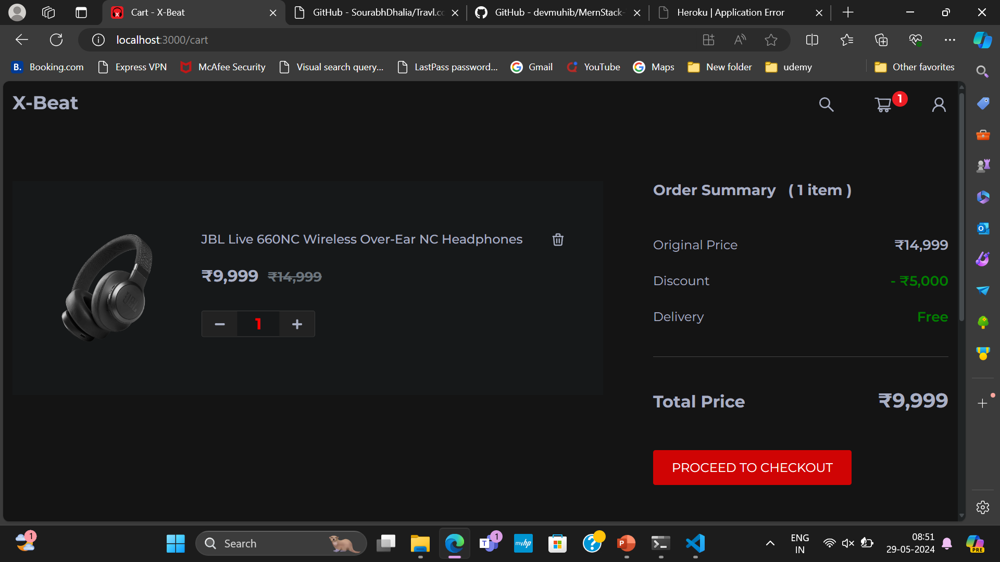 Cart - X-Beat
GitHub - SourabhDhalia/Travl.cc
GitHub - devmuhib/MernStack-
Heroku | Application Error
localhost:3000/cart
B. Booking.com
Express VPN
McAfee Security
Visual search query...
LastPass password...
Gmail
YouTube
Maps
New folder
udemy
Other favorites
X-Beat
1
Order Summary ( 1 item )
JBL Live 660NC Wireless Over-Ear NC Headphones
₹9,999 ₹14,999
1
Original Price ₹14,999
Discount - ₹5,000
Delivery Free
Total Price ₹9,999
PROCEED TO CHECKOUT
1
Search
1
myhp
ENG
IN
08:51
29-05-2024
PRE